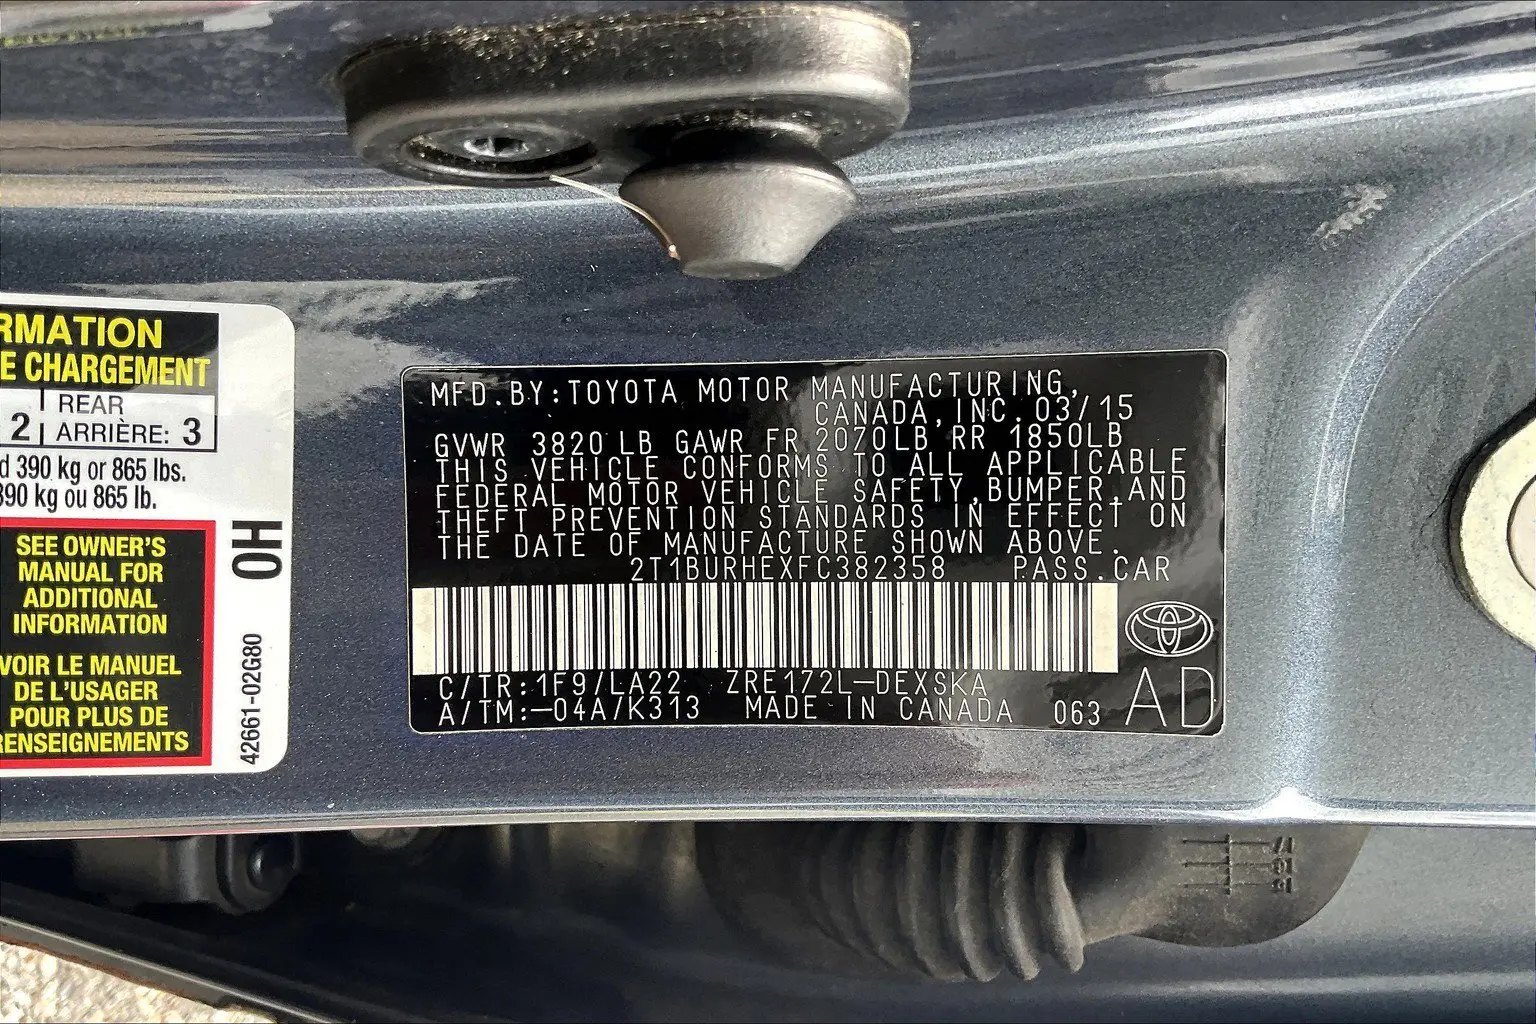 RMATION
E CHARGEMENT
2 REAR
ARRIÈRE: 3
390 kg or 865 lbs.
390 kg ou 865 lb.
SEE OWNER'S
MANUAL FOR
ADDITIONAL
INFORMATION
VOIR LE MANUEL
DE L'USAGER
POUR PLUS DE
RENSEIGNEMENTS
0H
42661-02G80
MFD.BY:TOYOTA MOTOR MANUFACTURING,
CANADA,INC. 03/15
GVWR 3820 LB GAWR FR 2070LB RR 1850LB
THIS VEHICLE CONFORMS TO ALL APPLICABLE
FEDERAL MOTOR VEHICLE SAFETY,BUMPER,AND
THEFT PREVENTION STANDARDS IN EFFECT ON
THE DATE OF MANUFACTURE SHOWN ABOVE.
2T1BURHEXFC382358 PASS.CAR
C/TR:1F9/LA22 ZRE172L-DEXSKA
A/TM:-04A/K313 MADE IN CANADA 063 AD